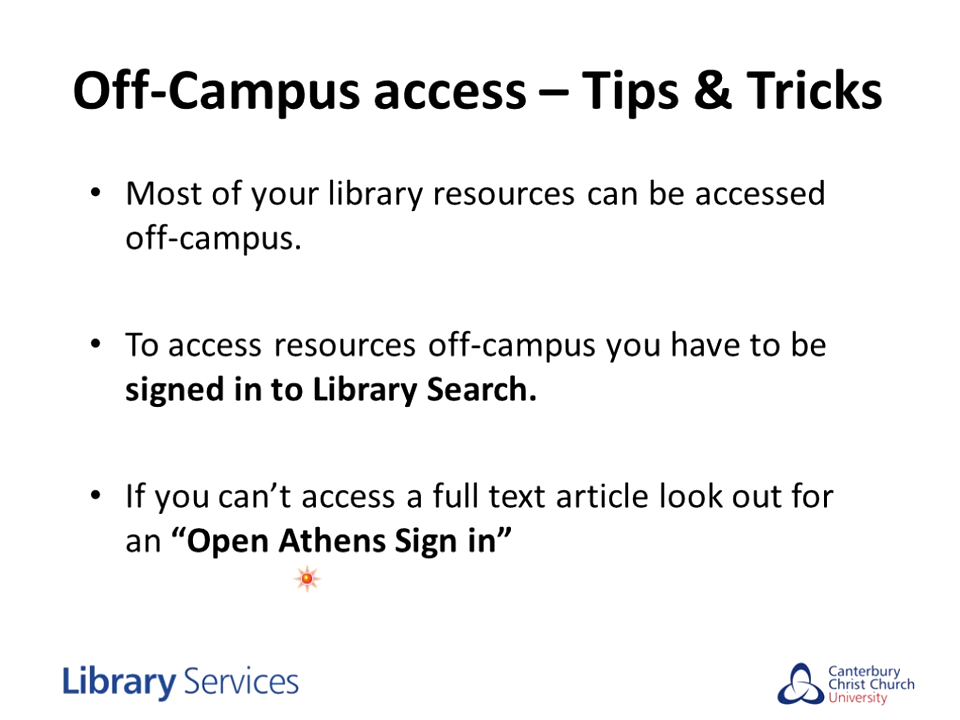 Off-Campus access – Tips & Tricks
• Most of your library resources can be accessed
off-campus.
• To access resources off-campus you have to be
signed in to Library Search.
• If you can’t access a full text article look out for
an “Open Athens Sign in”
Library Services
Canterbury
Christ Church
University